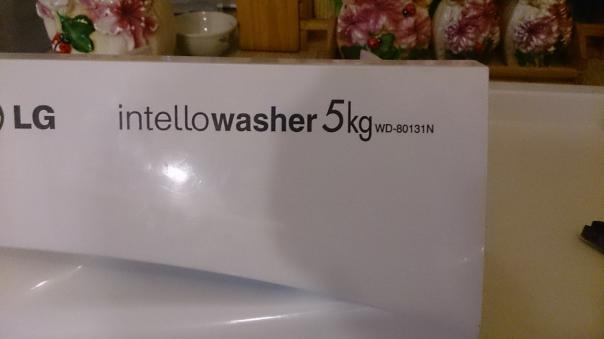 LG intellowasher 5kg WD-80131N